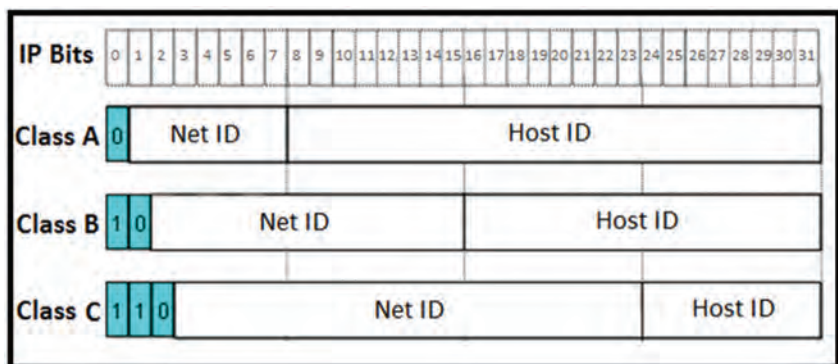 IP Bits 0 1 2 3 4 5 6 7 8 9 10 11 12 13 14 15 16 17 18 19 20 21 22 23 24 25 26 27 28 29 30 31
Class A 0 Net ID Host ID
Class B 1 0 Net ID Host ID
Class C 1 1 0 Net ID Host ID